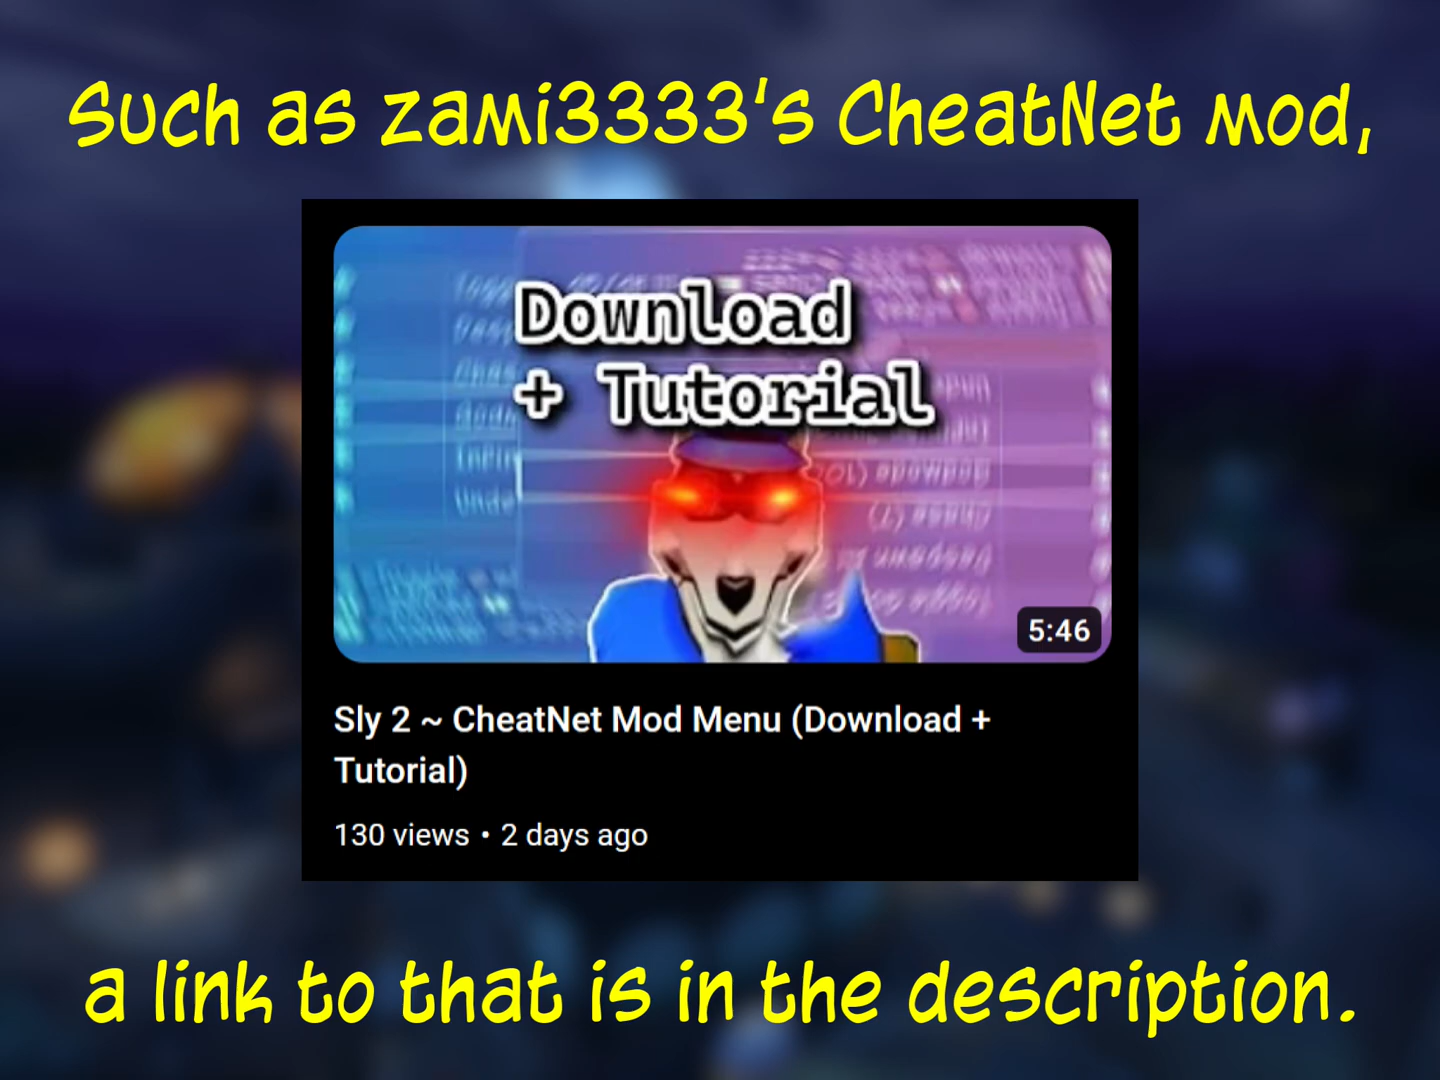 Such as zami3333's CheatNet mod,
Download
+ Tutorial
5:46
Sly 2 ~ CheatNet Mod Menu (Download +
Tutorial)
130 views • 2 days ago
a link to that is in the description.